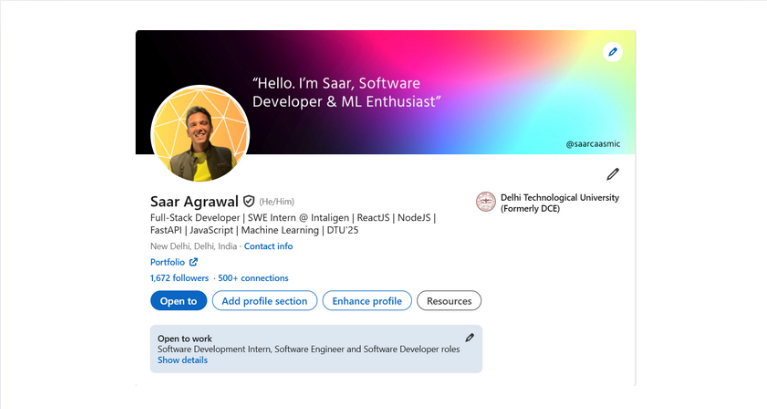 “Hello. I’m Saar, Software
Developer & ML Enthusiast”
@saarcaasmic
Saar Agrawal (He/Him)
Delhi Technological University
(Formerly DCE)
Full-Stack Developer | SWE Intern @ Intaligen | ReactJS | NodeJS |
FastAPI | JavaScript | Machine Learning | DTU'25
New Delhi, Delhi, India · Contact info
Portfolio
1,672 followers · 500+ connections
Open to
Add profile section
Enhance profile
Resources
Open to work
Software Development Intern, Software Engineer and Software Developer roles
Show details